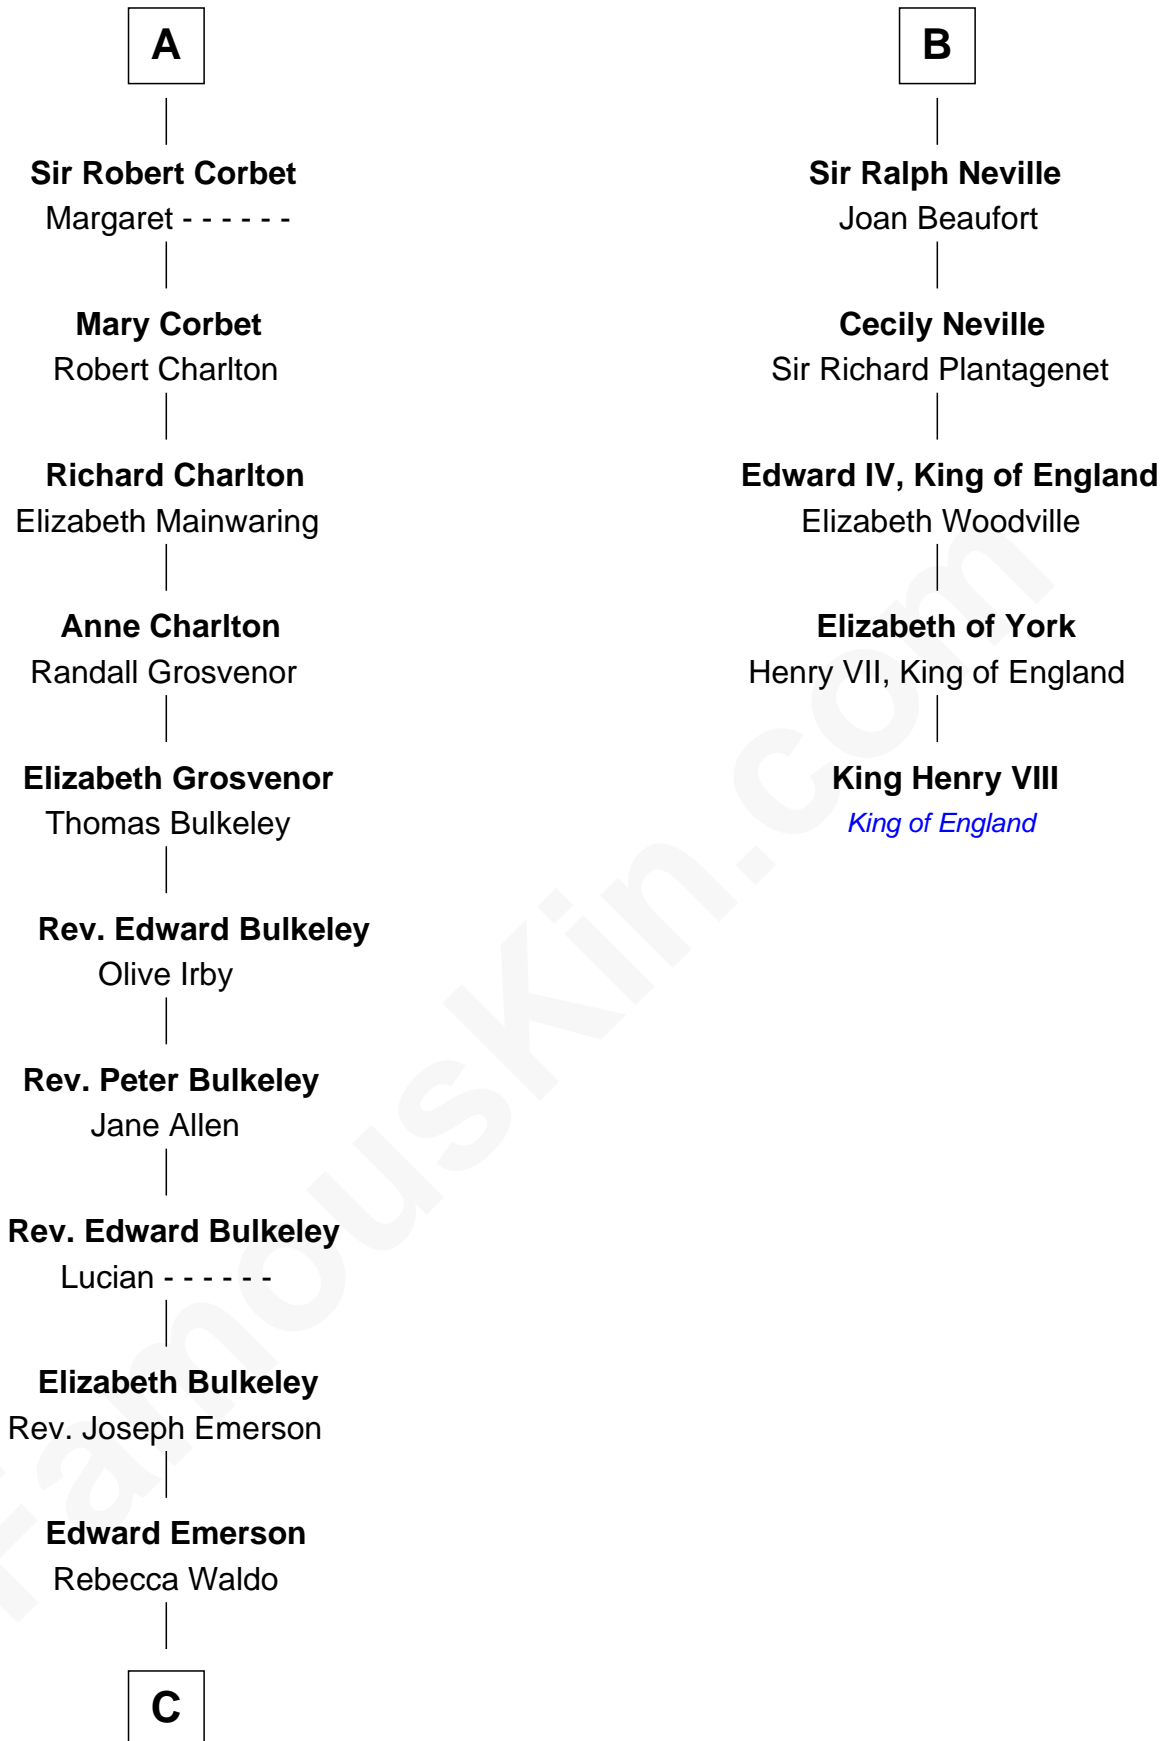 A
Sir Robert Corbet
Margaret - - - - - -
Mary Corbet
Robert Charlton
Richard Charlton
Elizabeth Mainwaring
Anne Charlton
Randall Grosvenor
Elizabeth Grosvenor
Thomas Bulkeley
Rev. Edward Bulkeley
Olive Irby
Rev. Peter Bulkeley
Jane Allen
Rev. Edward Bulkeley
Lucian - - - - - -
Elizabeth Bulkeley
Rev. Joseph Emerson
Edward Emerson
Rebecca Waldo
C
B
Sir Ralph Neville
Joan Beaufort
Cecily Neville
Sir Richard Plantagenet
Edward IV, King of England
Elizabeth Woodville
Elizabeth of York
Henry VII, King of England
King Henry VIII
King of England
FamousKin.com